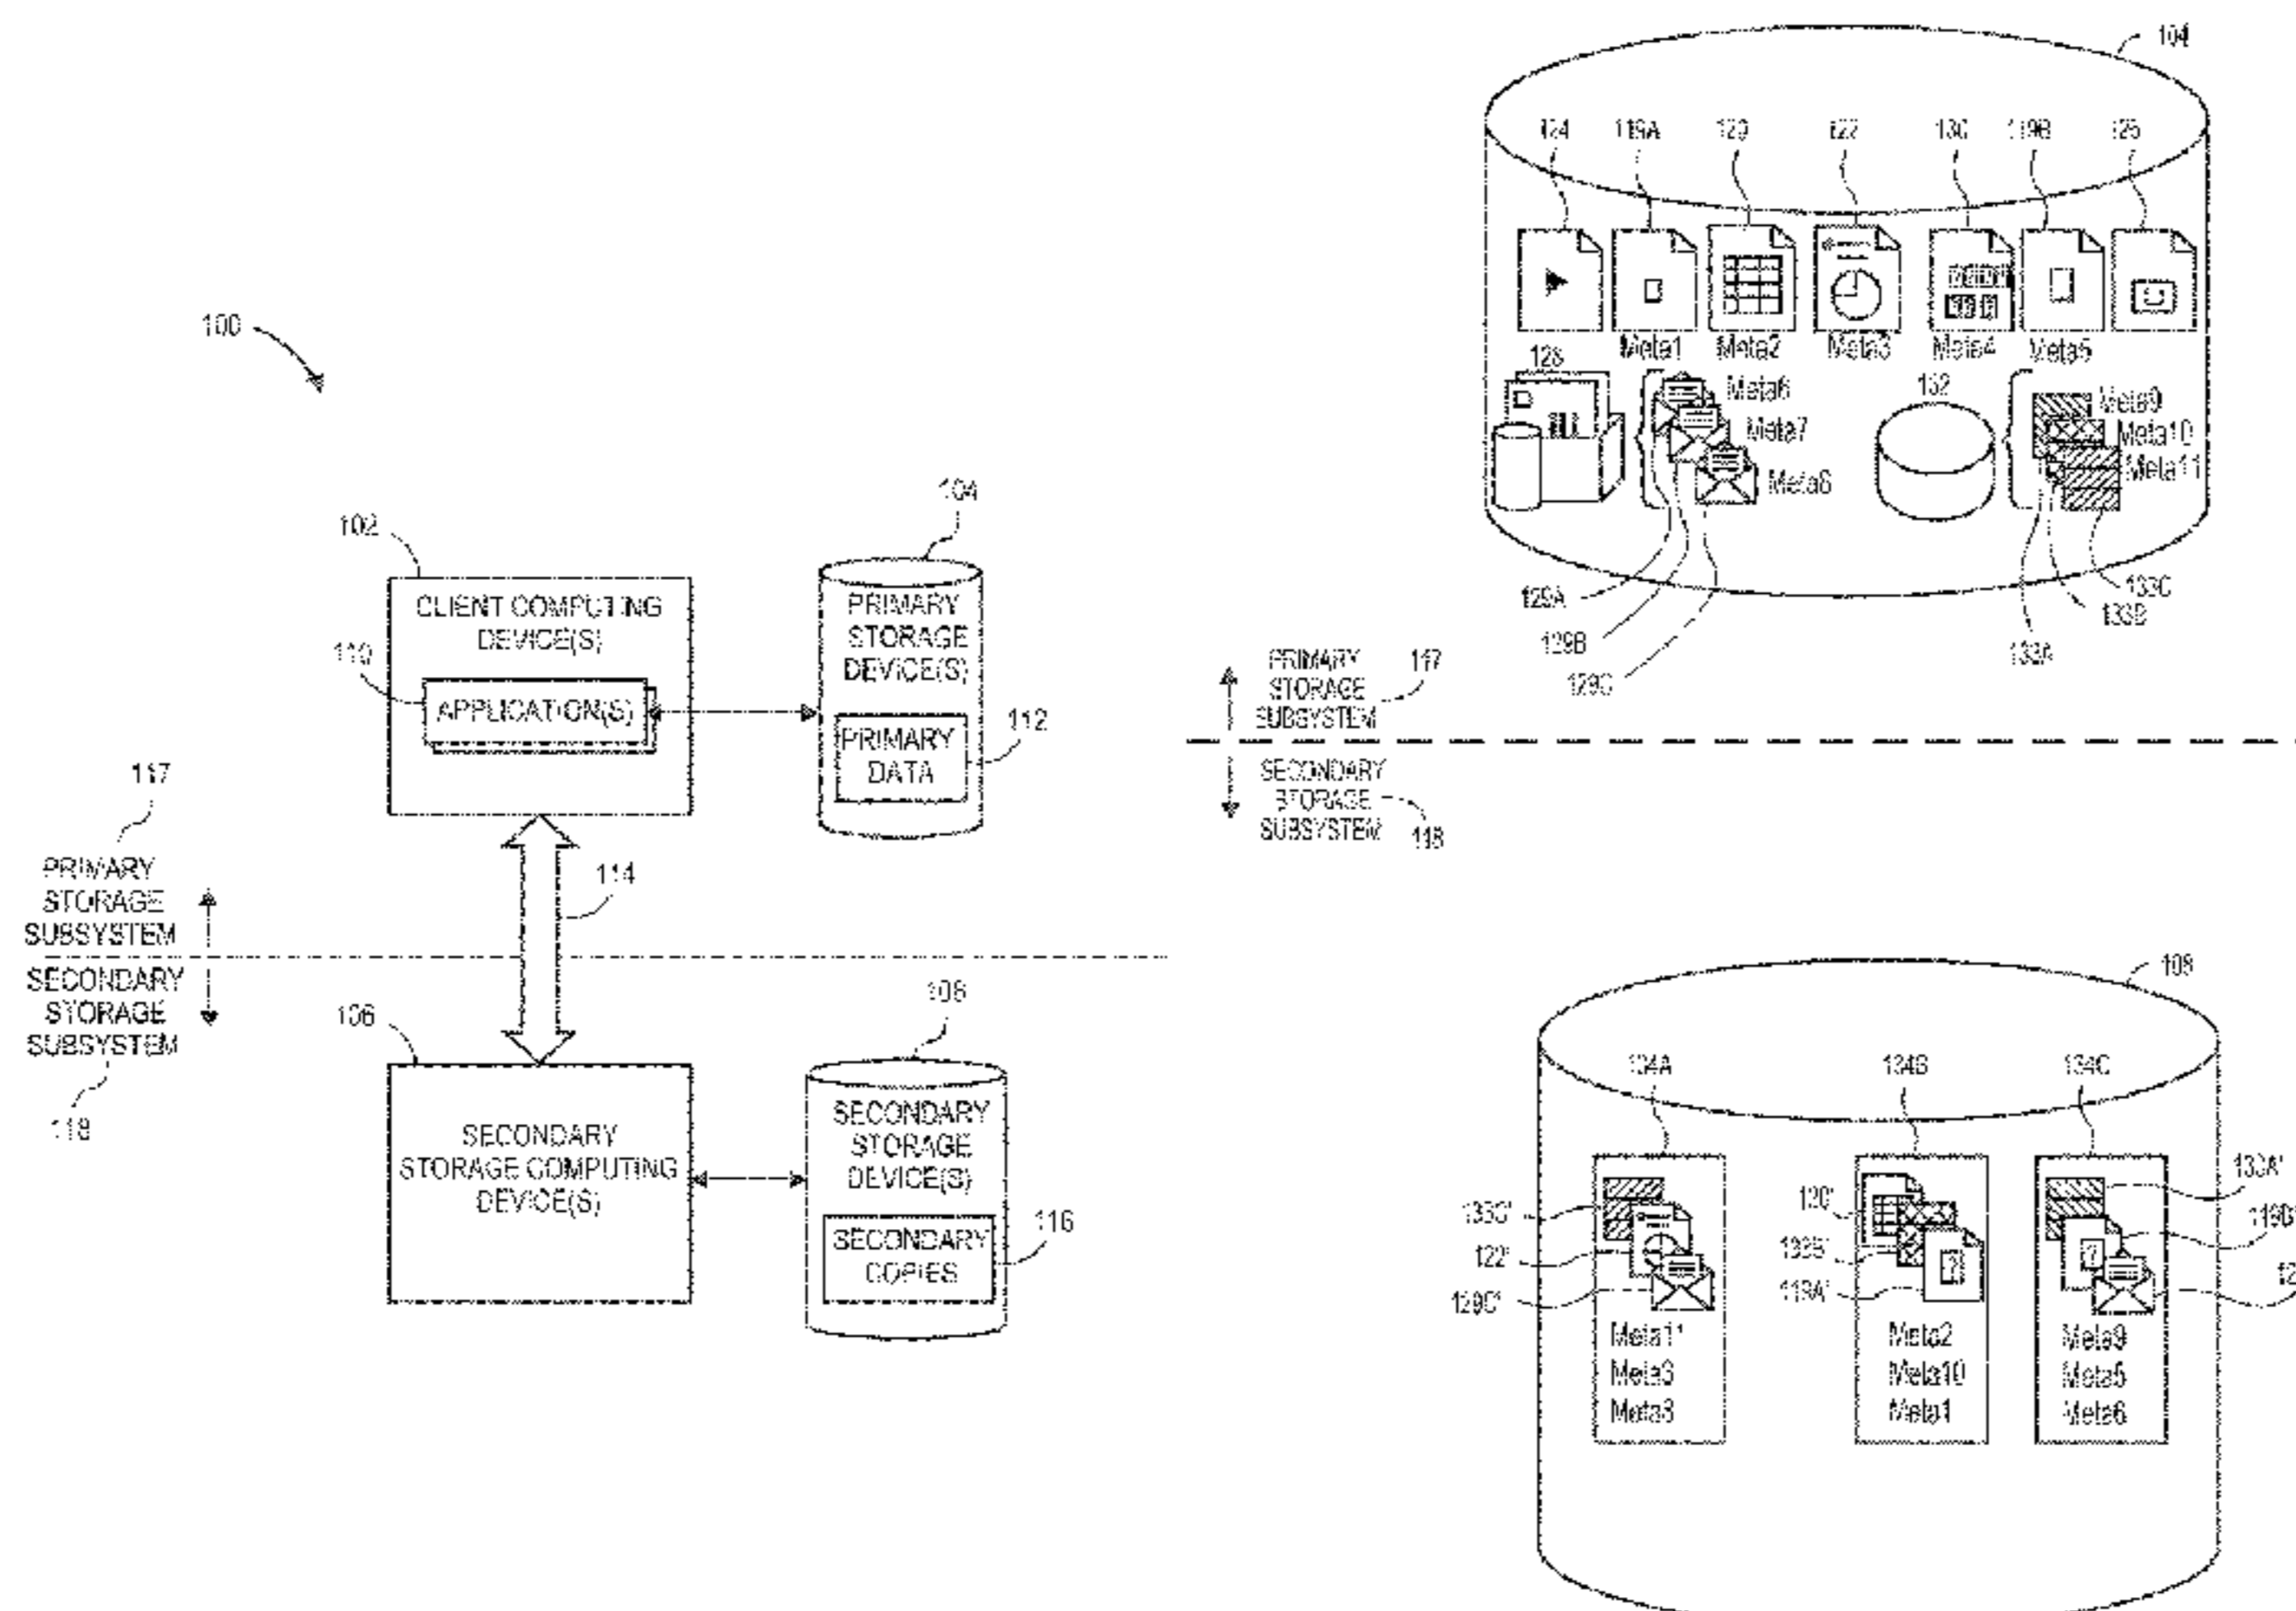 100
102
CLIENT COMPUTING
DEVICE(S)
110
APPLICATION(S)
104
PRIMARY
STORAGE
DEVICE(S)
PRIMARY
DATA
112
117
PRIMARY
STORAGE
SUBSYSTEM
114
SECONDARY
STORAGE
SUBSYSTEM
118
106
SECONDARY
STORAGE COMPUTING
DEVICE(S)
108
SECONDARY
STORAGE
DEVICE(S)
SECONDARY
COPIES
116
104
124 119A 120 122 130 119B 126
Meta1 Meta2 Meta3 Meta4 Meta5
128
Meta6
Meta7
Meta8
132
Meta9
Meta10
Meta11
129A
129B
129C
133C
133B
133A
PRIMARY
STORAGE
SUBSYSTEM
117
SECONDARY
STORAGE
SUBSYSTEM
118
108
134A 134B 134C
133C'
122'
129C'
Meta11
Meta3
Meta8
133B'
119A'
Meta2
Meta10
Meta1
133A'
119B'
Meta9
Meta5
Meta6